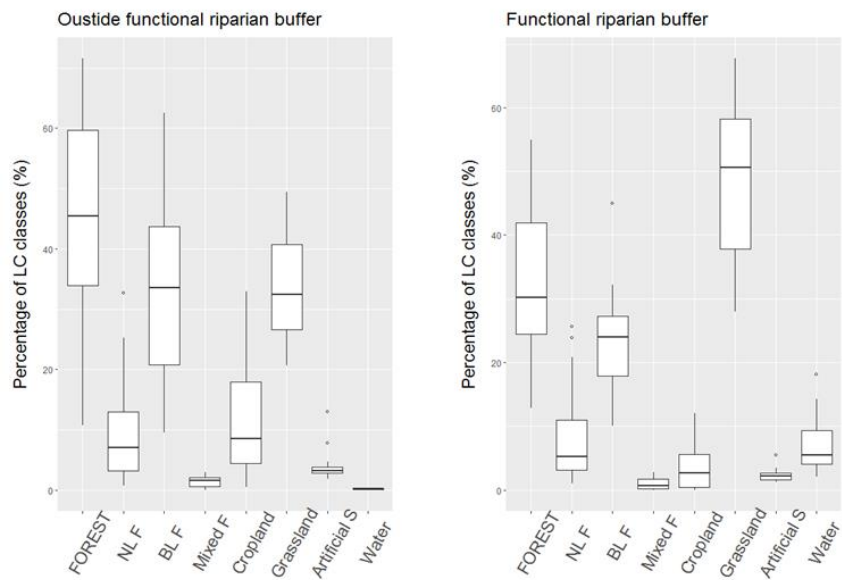 Oustide functional riparian buffer
Percentage of LC classes (%)
60
40
20
0
FOREST
NL F
BL F
Mixed F
Cropland
Grassland
Artificial S
Water
Functional riparian buffer
Percentage of LC classes (%)
60
40
20
0
FOREST
NL F
BL F
Mixed F
Cropland
Grassland
Artificial S
Water